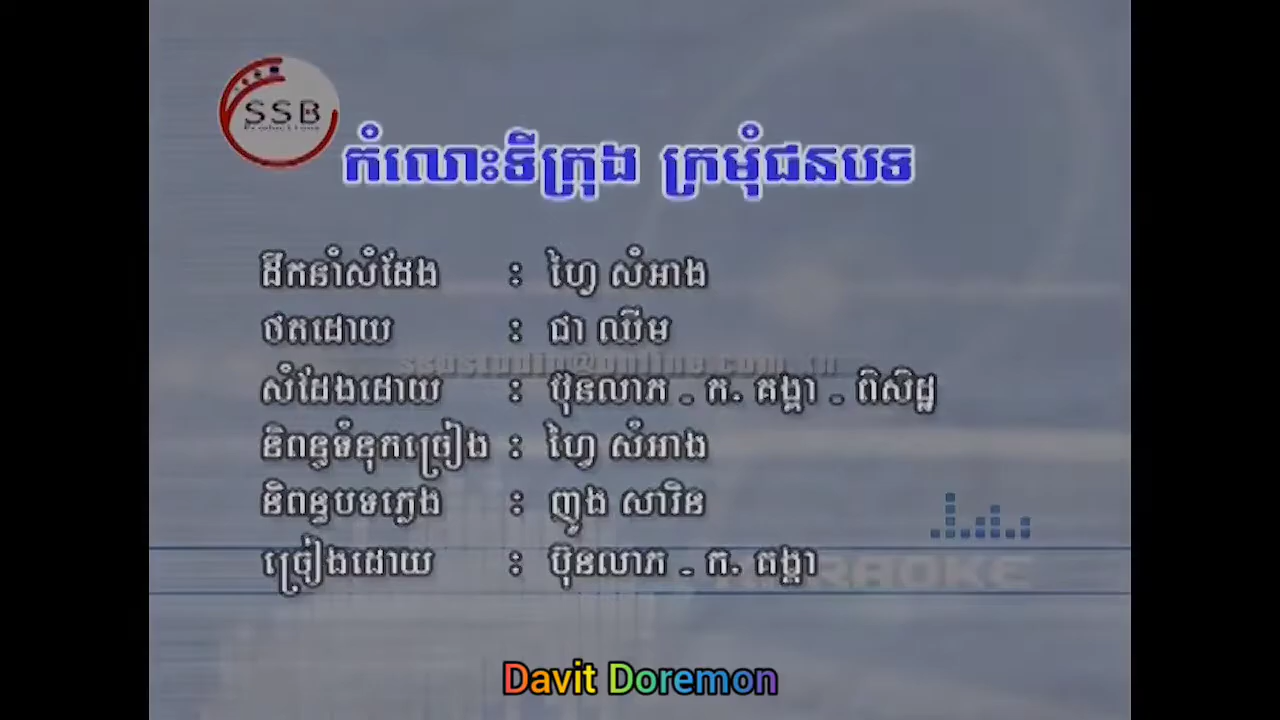 SSB
Productions
កំលោះទីក្រុង ក្រមុំជនបទ
ដឹកនាំសំដែង : ហ្វៃ សំអាង
ថតដោយ : ជា ឈឹម
សំដែងដោយ : ប៊ុនលាភ . ក. គង្គា . ពិសិដ្ឋ
និពន្ធទំនុកច្រៀង : ហ្វៃ សំអាង
និពន្ធបទភ្លេង : ញូង សារិន
ច្រៀងដោយ : ប៊ុនលាភ . ក. គង្គា
KARAOKE
Davit Doremon